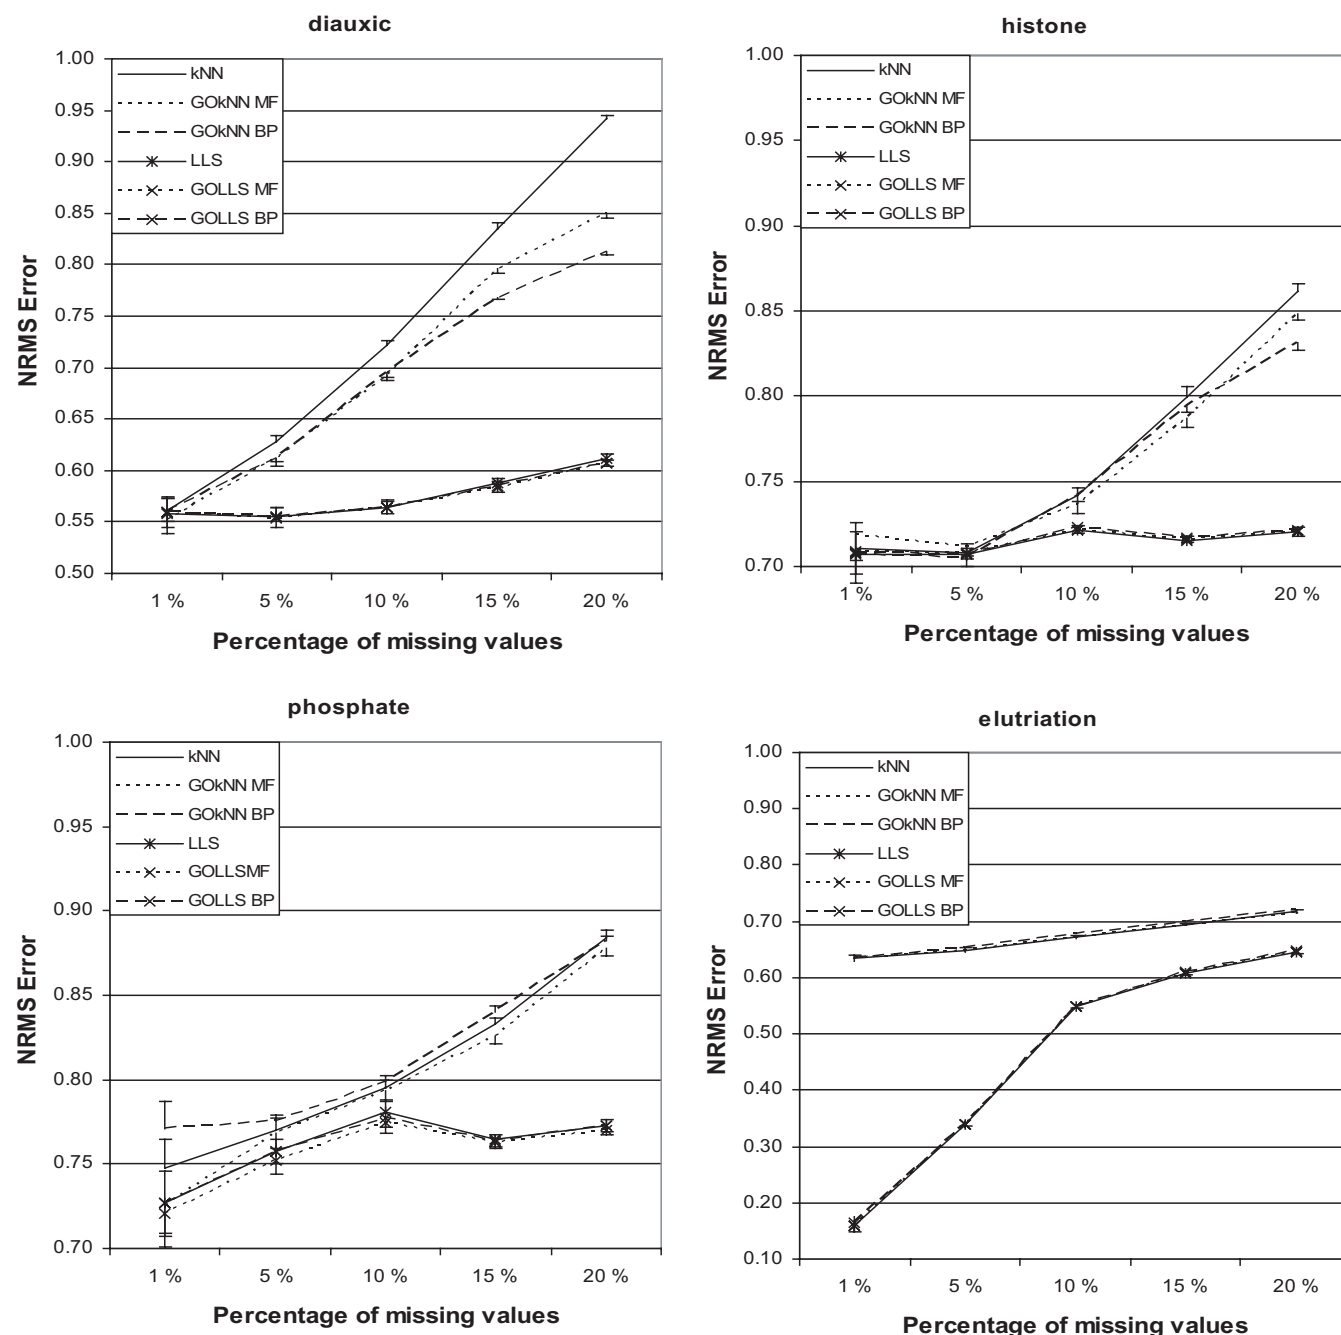 diauxic
1.00
0.95
0.90
0.85
0.80
0.75
0.70
0.65
0.60
0.55
0.50
NRMS Error
kNN
GOkNN MF
GOkNN BP
LLS
GOLLS MF
GOLLS BP
1 % 5 % 10 % 15 % 20 %
Percentage of missing values
histone
1.00
0.95
0.90
0.85
0.80
0.75
0.70
NRMS Error
kNN
GOkNN MF
GOkNN BP
LLS
GOLLS MF
GOLLS BP
1 % 5 % 10 % 15 % 20 %
Percentage of missing values
phosphate
1.00
0.95
0.90
0.85
0.80
0.75
0.70
NRMS Error
kNN
GOkNN MF
GOkNN BP
LLS
GOLLSMF
GOLLS BP
1 % 5 % 10 % 15 % 20 %
Percentage of missing values
elutriation
1.00
0.90
0.80
0.70
0.60
0.50
0.40
0.30
0.20
0.10
NRMS Error
kNN
GOkNN MF
GOkNN BP
LLS
GOLLS MF
GOLLS BP
1 % 5 % 10 % 15 % 20 %
Percentage of missing values